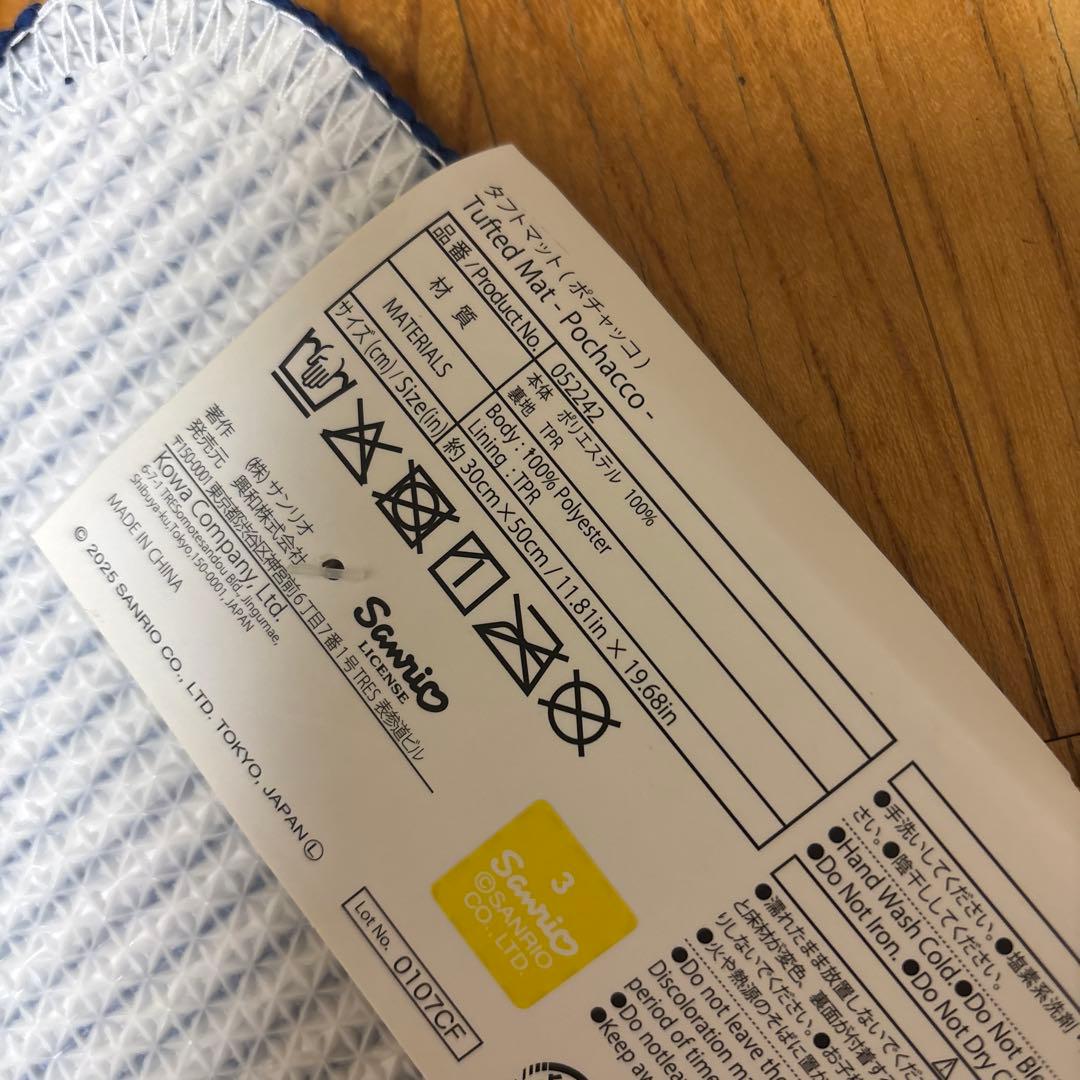 タフトマット ( ポチャッコ )
Tufted Mat - Pochacco -
品番 / Product No.
052242
材 質
MATERIALS
本体 ポリエステル 100%
裏地 TPR
Body : 100% Polyester
Lining : TPR
サイズ (cm) / Size(in)
約 30cm × 50cm / 11.81in × 19.68in
著作 (株) サンリオ
発売元 興和株式会社
〒150-0001 東京都渋谷区神宮前6丁目7番1号TRES 表参道ビル
Kowa Company, Ltd.
6-7-1 TRESomotesandou Bld, Jingumae,
Shibuya-ku,Tokyo,150-0001 JAPAN
MADE IN CHINA
© 2025 SANRIO CO., LTD. TOKYO, JAPAN Ⓛ
Sanrio
LICENSE
3
Sanrio
©SANRIO
CO., LTD.
Lot No. 0107CF
●手洗いしてください。●塩素系洗剤
さい。●陰干ししてください。
●Hand Wash Cold●Do Not
●Do Not Iron. ●Do Not Dry
●濡れたまま放置しないでくだ
と床材が変色、裏面が付着す
りしないでください。●お子
●火や熱源のそばに置
●Do not leave the
Discoloration
period of time
●Do not
●Keep